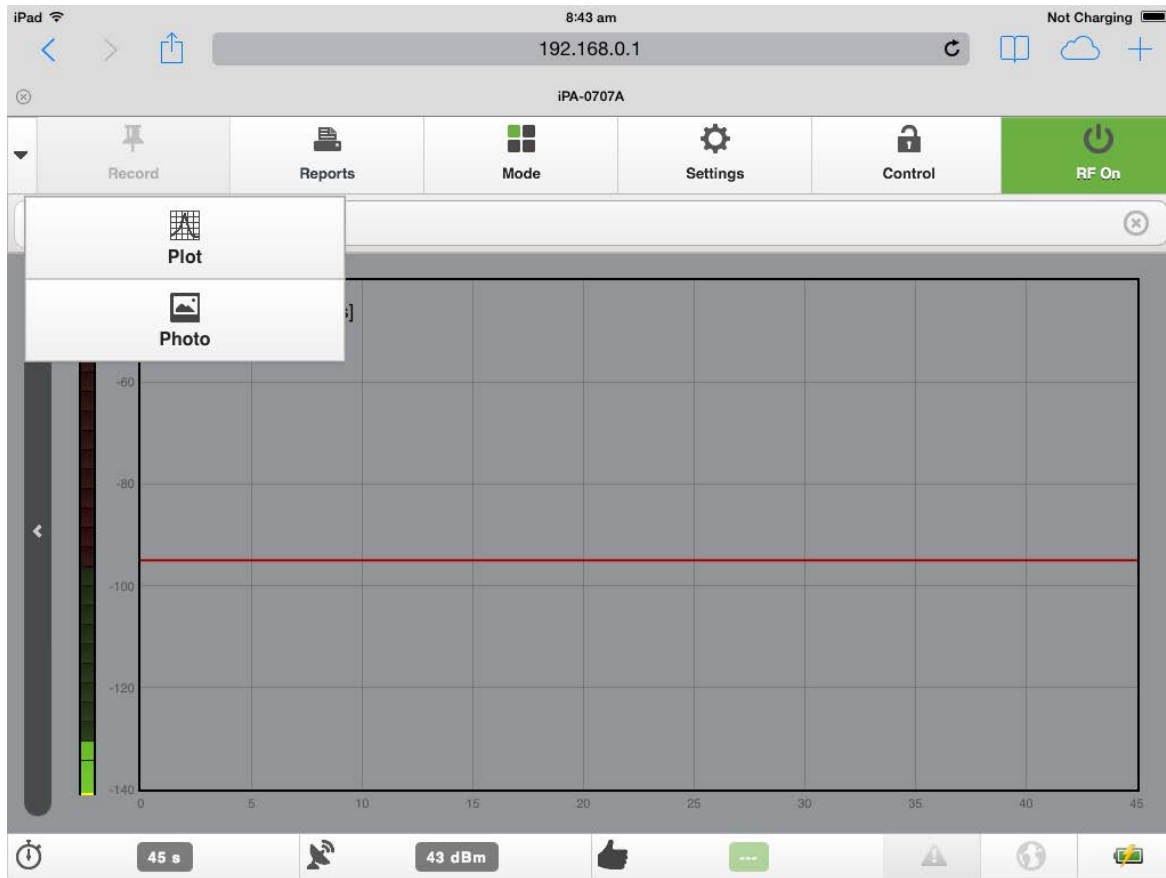 iPad 8:43 am Not Charging
192.168.0.1
iPA-0707A
Record Reports Mode Settings Control RF On
Plot
Photo
]
-60
-80
-100
-120
-140
0 5 10 15 20 25 30 35 40 45
45 s 43 dBm ---